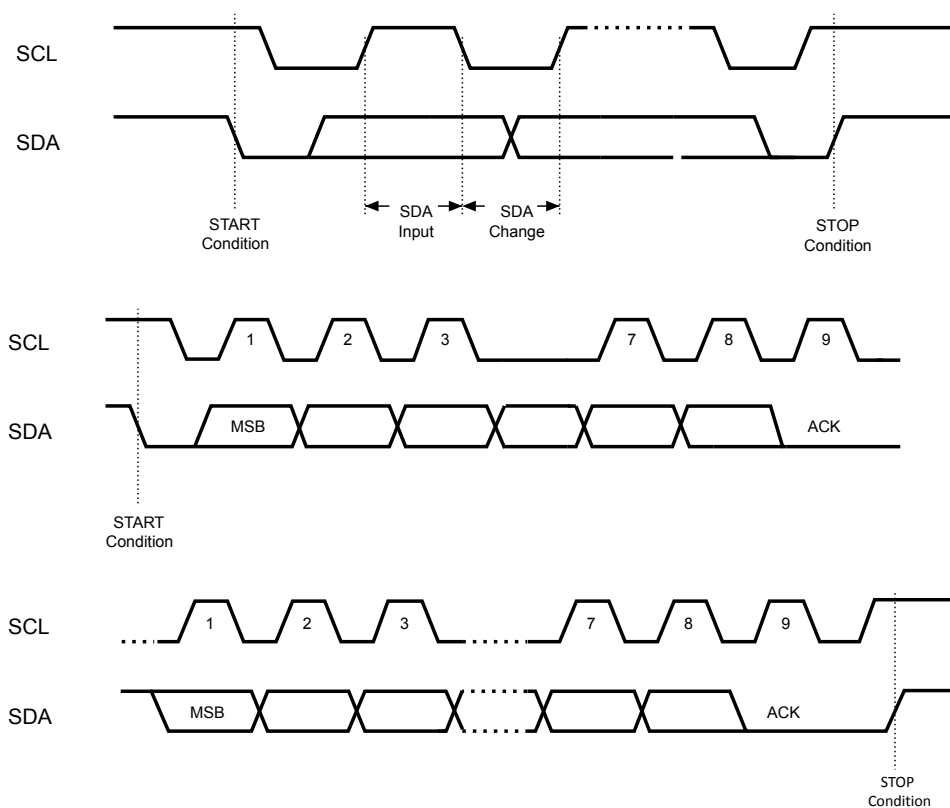 SCL
SDA
SDA
Input
SDA
Change
START
Condition
STOP
Condition
SCL
1
2
3
7
8
9
SDA
MSB
ACK
START
Condition
SCL
1
2
3
7
8
9
SDA
MSB
ACK
STOP
Condition